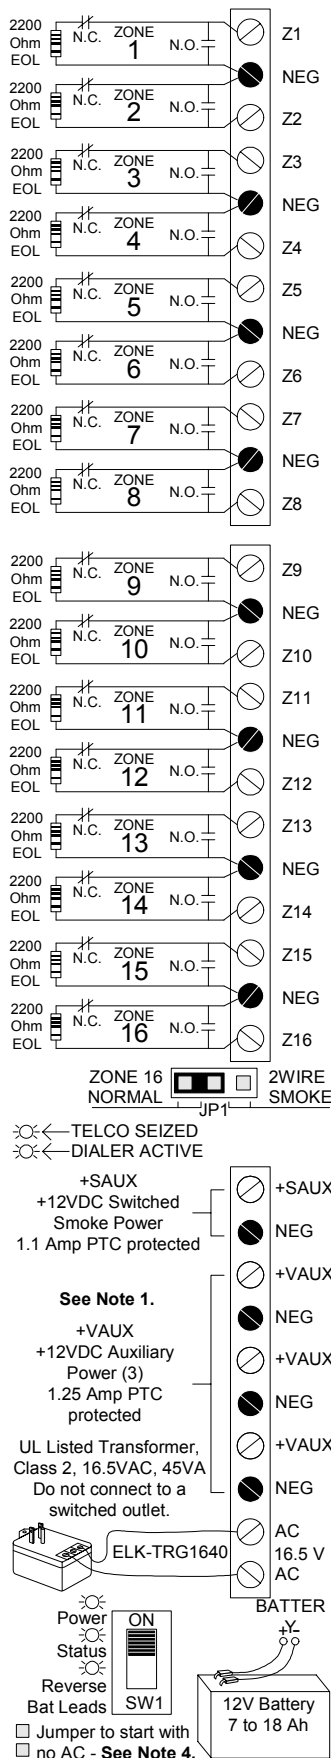 2200 Ohm EOL N.C. ZONE 1 N.O. Z1
NEG
2200 Ohm EOL N.C. ZONE 2 N.O. Z2
2200 Ohm EOL N.C. ZONE 3 N.O. Z3
NEG
2200 Ohm EOL N.C. ZONE 4 N.O. Z4
2200 Ohm EOL N.C. ZONE 5 N.O. Z5
NEG
2200 Ohm EOL N.C. ZONE 6 N.O. Z6
2200 Ohm EOL N.C. ZONE 7 N.O. Z7
NEG
2200 Ohm EOL N.C. ZONE 8 N.O. Z8
2200 Ohm EOL N.C. ZONE 9 N.O. Z9
NEG
2200 Ohm EOL N.C. ZONE 10 N.O. Z10
2200 Ohm EOL N.C. ZONE 11 N.O. Z11
NEG
2200 Ohm EOL N.C. ZONE 12 N.O. Z12
2200 Ohm EOL N.C. ZONE 13 N.O. Z13
NEG
2200 Ohm EOL N.C. ZONE 14 N.O. Z14
2200 Ohm EOL N.C. ZONE 15 N.O. Z15
NEG
2200 Ohm EOL N.C. ZONE 16 N.O. Z16
ZONE 16 2WIRE
NORMAL JP1 SMOKE
TELCO SEIZED
DIALER ACTIVE
+SAUX
+12VDC Switched
Smoke Power
1.1 Amp PTC protected
+SAUX
NEG
+VAUX
See Note 1.
NEG
+VAUX
+12VDC Auxiliary
Power (3)
1.25 Amp PTC
protected
+VAUX
NEG
+VAUX
NEG
UL Listed Transformer,
Class 2, 16.5VAC, 45VA
Do not connect to a
switched outlet.
AC
ELK-TRG1640 16.5 V
AC
BATTER
+Y-
Power
Status
Reverse
Bat Leads
ON
SW1
12V Battery
7 to 18 Ah
Jumper to start with
no AC - See Note 4.